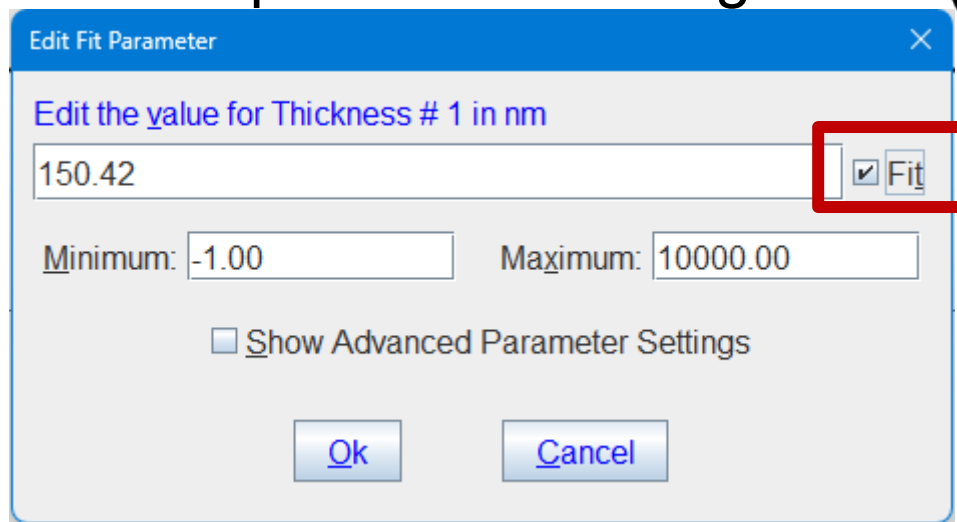 Edit Fit Parameter
Edit the value for Thickness # 1 in nm
150.42 Fit
Minimum: -1.00 Maximum: 10000.00
Show Advanced Parameter Settings
Ok Cancel